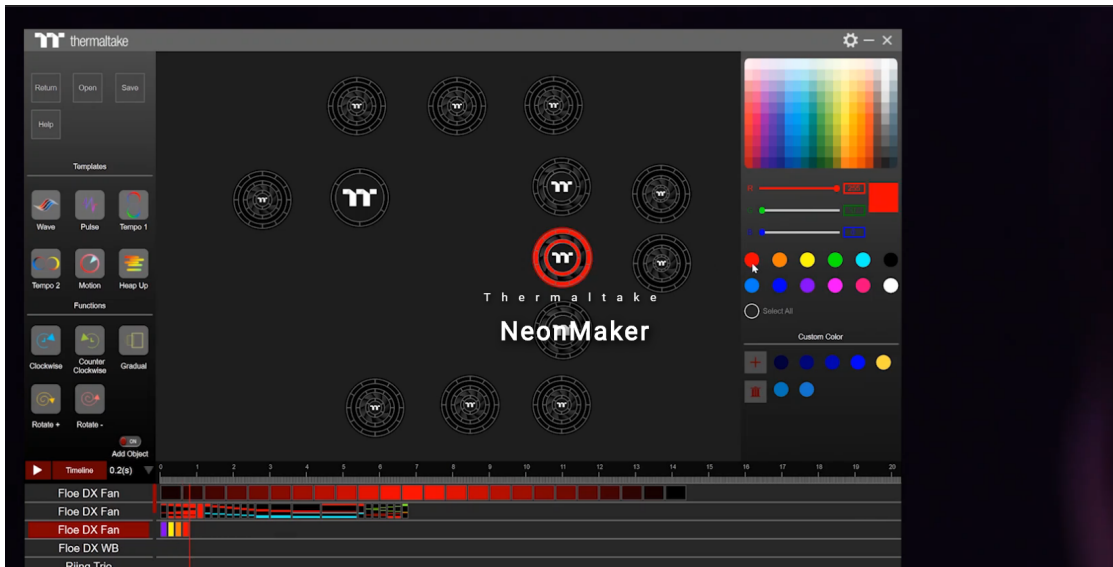 thermaltake
Return
Open
Save
Help
Templates
Wave
Pulse
Tempo 1
Tempo 2
Motion
Heap Up
Functions
Clockwise
Counter
Clockwise
Gradual
Rotate +
Rotate -
ON
Add Object
Thermaltake
NeonMaker
R
255
Select All
Custom Color
Timeline
0.2(s)
0 1 2 3 4 5 6 7 8 9 10 11 12 13 14 15 16 17 18 19 20
Floe DX Fan
Floe DX Fan
Floe DX Fan
Floe DX WB
Riing Trio